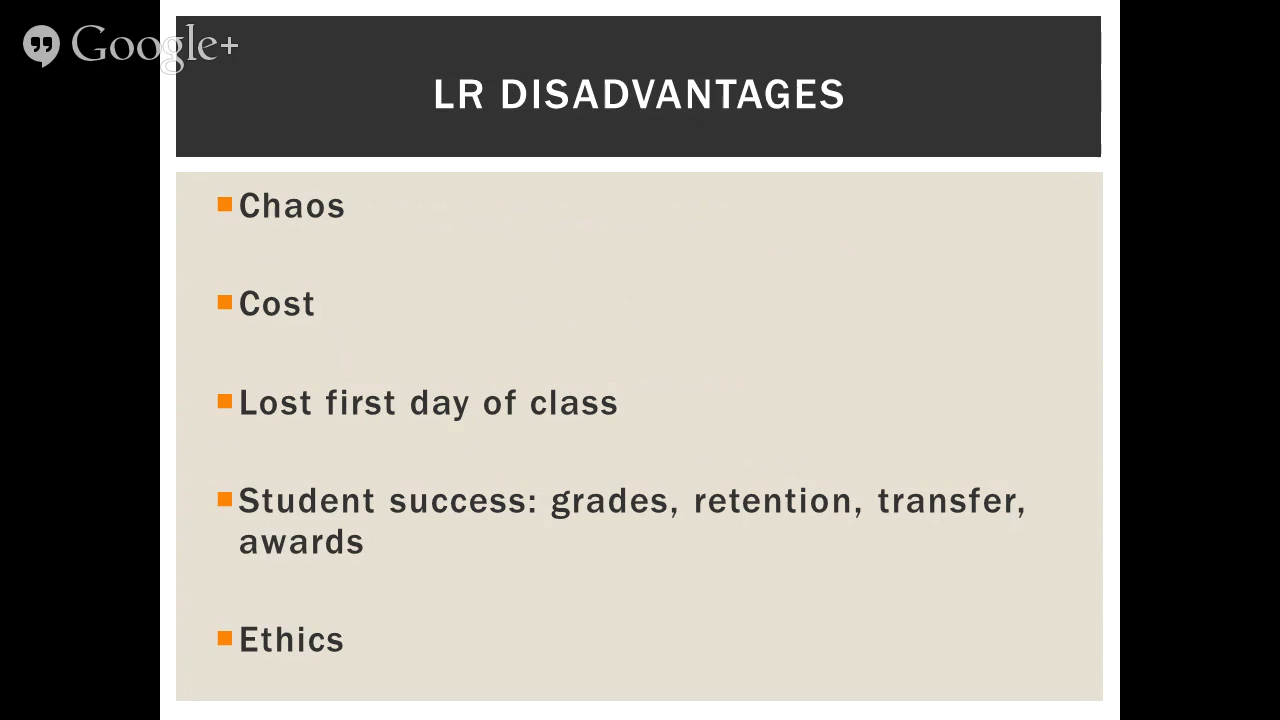 Google+
LR DISADVANTAGES
Chaos
Cost
Lost first day of class
Student success: grades, retention, transfer,
awards
Ethics